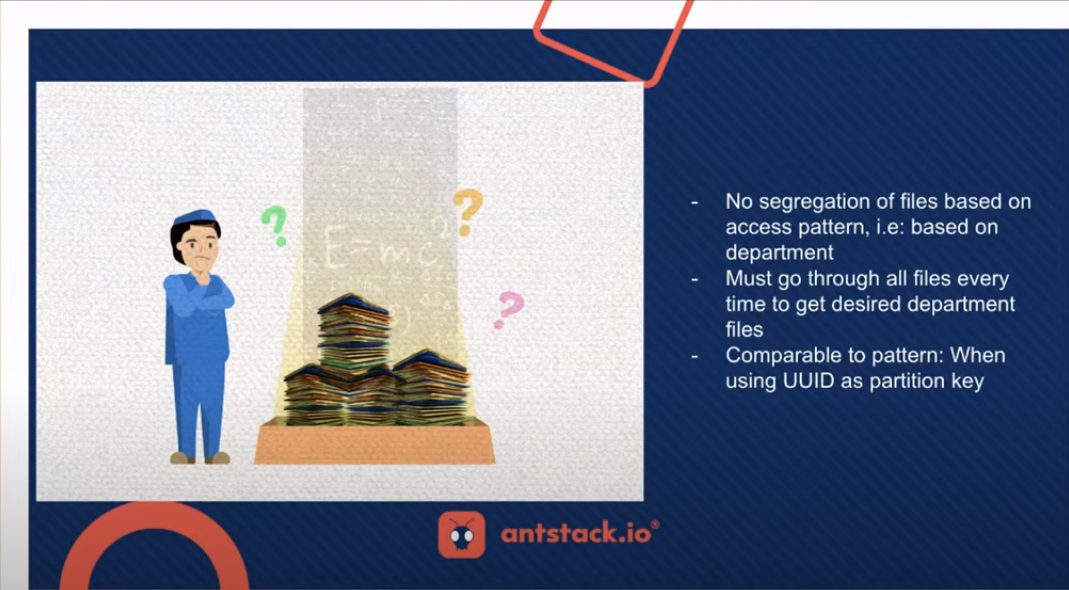 ?
?
E mc
?
- No segregation of files based on
access pattern, i.e: based on
department
- Must go through all files every
time to get desired department
files
- Comparable to pattern: When
using UUID as partition key
antstack.io®